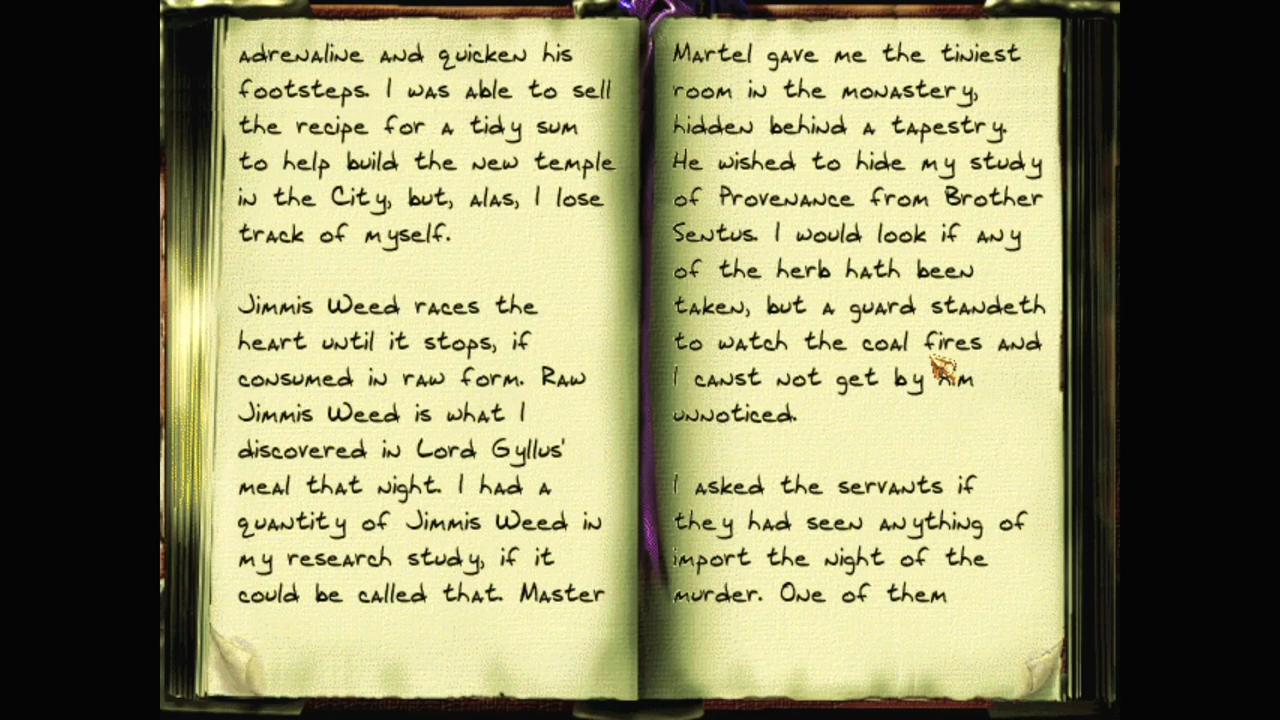 adrenaline and quicken his
footsteps. I was able to sell
the recipe for a tidy sum
to help build the new temple
in the City, but, alas, I lose
track of myself.
Jimmis Weed races the
heart until it stops, if
consumed in raw form. Raw
Jimmis Weed is what I
discovered in Lord Gyllus'
meal that night. I had a
quantity of Jimmis Weed in
my research study, if it
could be called that. Master
Martel gave me the tiniest
room in the monastery,
hidden behind a tapestry.
He wished to hide my study
of Provenance from Brother
Sentus. I would look if any
of the herb hath been
taken, but a guard standeth
to watch the coal fires and
I canst not get by
unnoticed.
I asked the servants if
they had seen anything of
import the night of the
murder. One of them